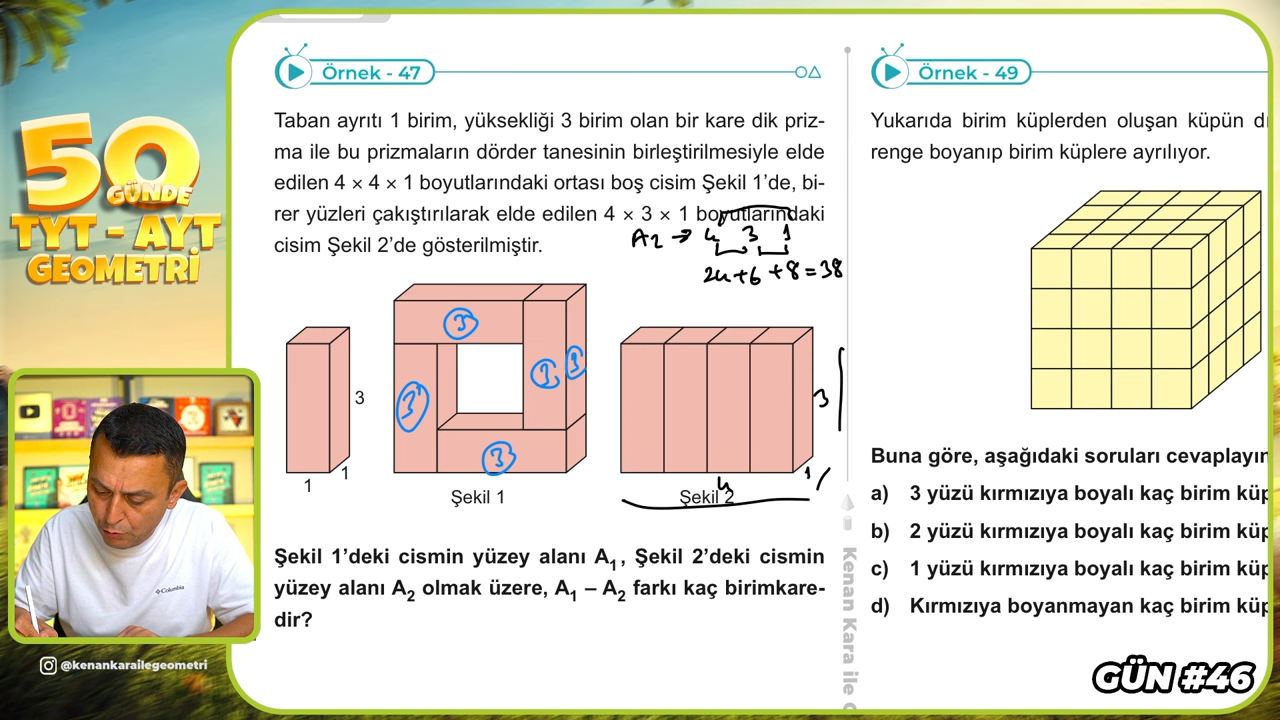 50
GÜNDE
TYT - AYT
GEOMETRİ
Örnek - 47
Taban ayrıtı 1 birim, yüksekliği 3 birim olan bir kare dik priz-
ma ile bu prizmaların dörder tanesinin birleştirilmesiyle elde
edilen 4 × 4 × 1 boyutlarındaki ortası boş cisim Şekil 1'de, bi-
rer yüzleri çakıştırılarak elde edilen 4 × 3 × 1 boyutlarındaki
cisim Şekil 2'de gösterilmiştir.
A2 → 4 3 1
24+6+8=38
3
1
1
3
3
3
3
3
Şekil 1
3
1
4
Şekil 2
Şekil 1'deki cismin yüzey alanı A1, Şekil 2'deki cismin
yüzey alanı A2 olmak üzere, A1 – A2 farkı kaç birimkare-
dir?
Kenan Kara ile
Örnek - 49
Yukarıda birim küplerden oluşan küpün
renge boyanıp birim küplere ayrılıyor.
Buna göre, aşağıdaki soruları cevaplayın
a) 3 yüzü kırmızıya boyalı kaç birim küp
b) 2 yüzü kırmızıya boyalı kaç birim küp
c) 1 yüzü kırmızıya boyalı kaç birim küp
d) Kırmızıya boyanmayan kaç birim küp
Columbia
@kenankarailegeometri
GÜN #46